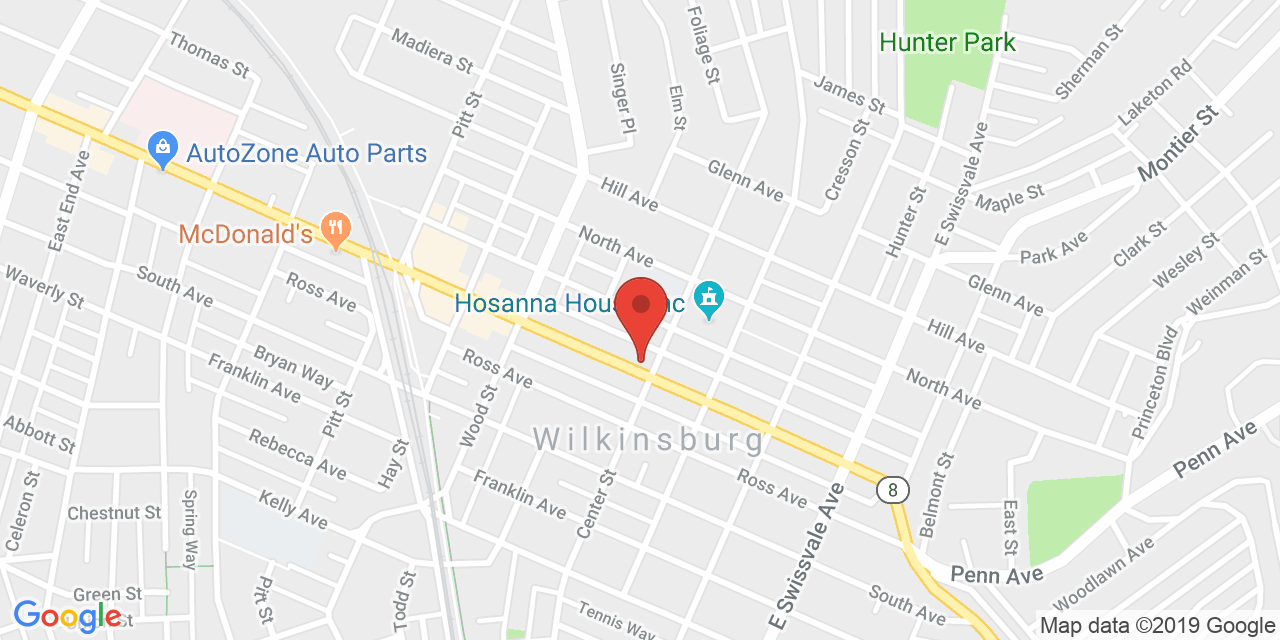 Foliage St
Hunter Park
Thomas St
Madiera St
Sherman St
Singer Pl
Elm St
James St
Laketon Rd
Pitt St
Montier St
AutoZone Auto Parts
Cresson St
Glenn Ave
E Swissvale Ave
East End Ave
Hill Ave
Maple St
Hunter St
McDonald's
North Ave
Park Ave
Clark St
Wesley St
Weinman St
Waverly St
South Ave
Ross Ave
Glenn Ave
Hosanna House Inc
Hill Ave
Princeton Blvd
Bryan Way
Franklin Ave
Ross Ave
North Ave
Pitt St
Wood St
Abbott St
Rebecca Ave
Hay St
Wilkinsburg
Penn Ave
Celeron St
Kelly Ave
Franklin Ave
Center St
Ross Ave
8
Belmont St
E Swissvale Ave
Chestnut St
Spring Way
East St
Penn Ave
Woodlawn Ave
Green St
Pitt St
Todd St
Tennis Way
South Ave
Google
Map data ©2019 Google